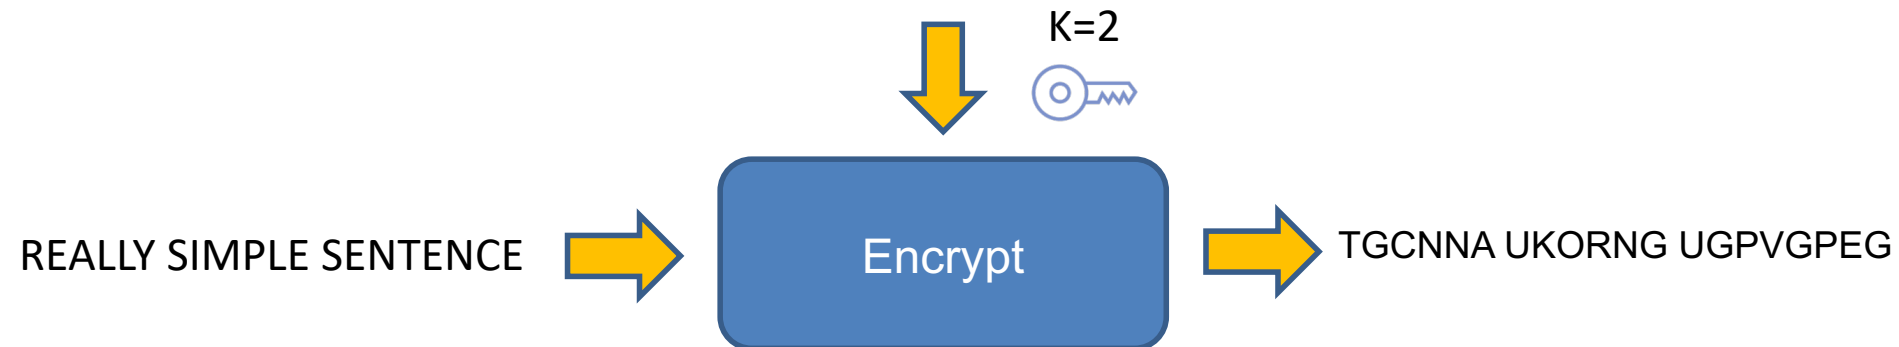 K=2
REALLY SIMPLE SENTENCE
Encrypt
TGCNNA UKORNG UGPVGPEG